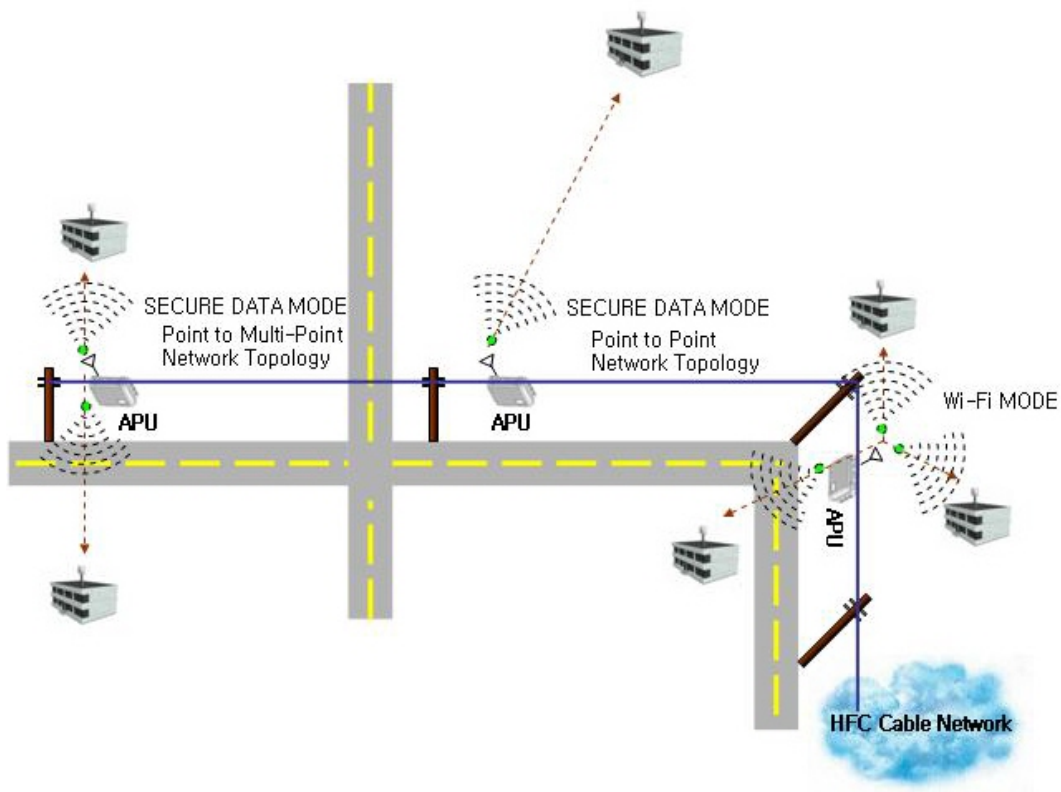 SECURE DATA MODE
Point to Multi-Point
Network Topology
SECURE DATA MODE
Point to Point
Network Topology
APU
APU
Wi-Fi MODE
APU
HFC Cable Network